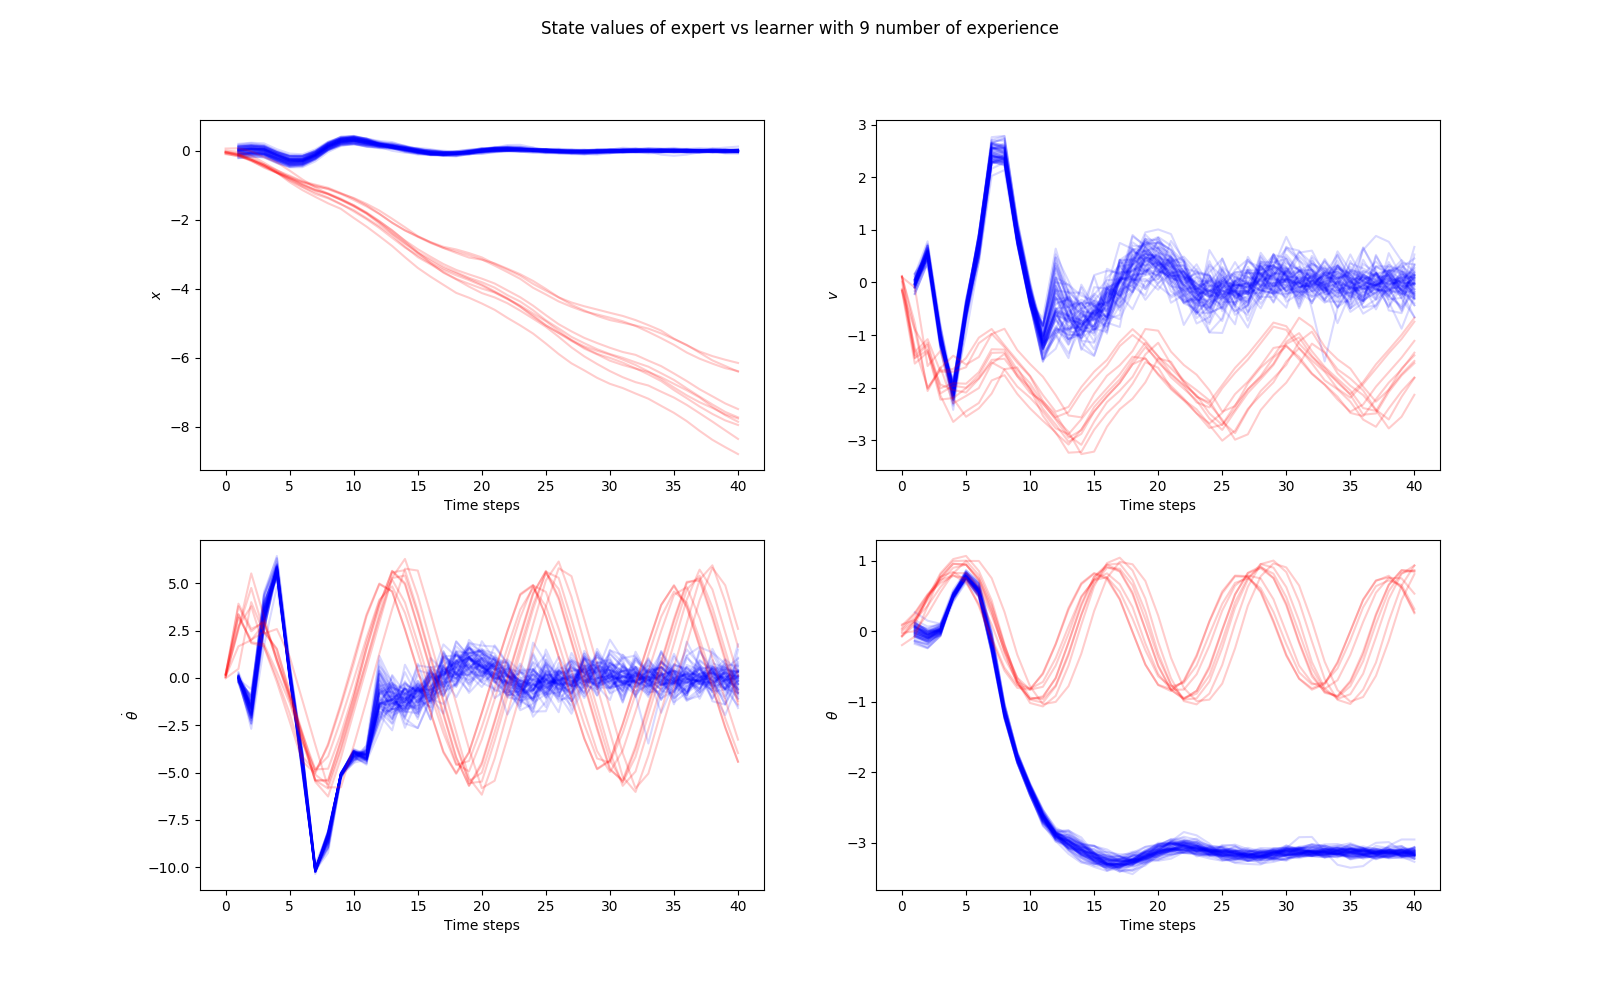 State values of expert vs learner with 9 number of experience
0
−2
−4
−6
−8
x
0 5 10 15 20 25 30 35 40
Time steps
3
2
1
0
−1
−2
−3
v
0 5 10 15 20 25 30 35 40
Time steps
5.0
2.5
0.0
−2.5
−5.0
−7.5
−10.0
θ̇
0 5 10 15 20 25 30 35 40
Time steps
1
0
−1
−2
−3
θ
0 5 10 15 20 25 30 35 40
Time steps